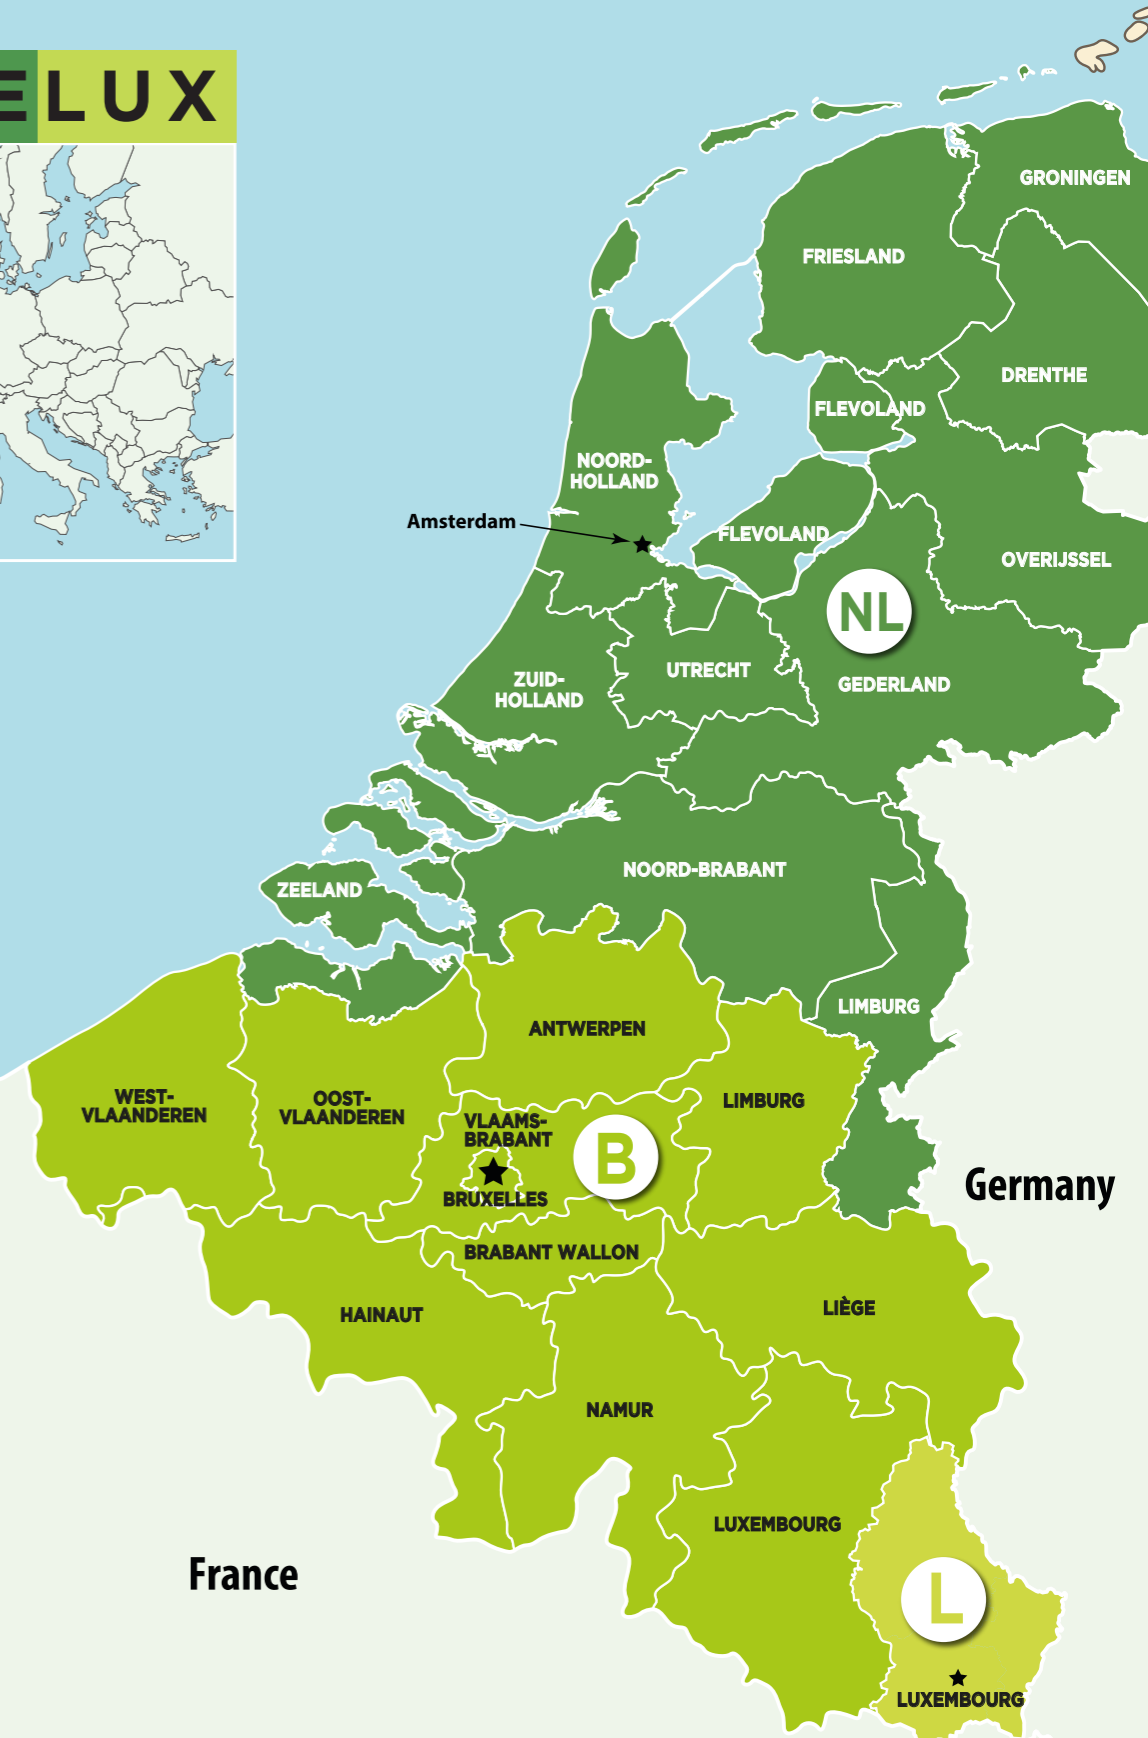 ELUX
GRONINGEN
FRIESLAND
DRENTHE
FLEVOLAND
NOORD-
HOLLAND
Amsterdam
FLEVOLAND
OVERIJSSEL
NL
UTRECHT
GEDERLAND
ZUID-
HOLLAND
NOORD-BRABANT
ZEELAND
LIMBURG
ANTWERPEN
WEST-
VLAANDEREN
OOST-
VLAANDEREN
LIMBURG
VLAAMS-
BRABANT
B
BRUXELLES
Germany
BRABANT WALLON
HAINAUT
LIÈGE
NAMUR
LUXEMBOURG
France
L
LUXEMBOURG